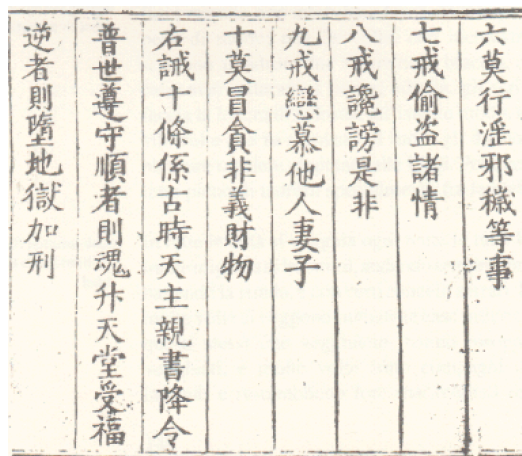 六莫行淫邪穢等事
七戒偷盗諸情
八戒讒謗是非
九戒戀慕他人妻子
十莫冒貪非義財物
右誡十條係古時天主親書降令
普世遵守順者則魂升天堂受福
逆者則墮地獄加刑